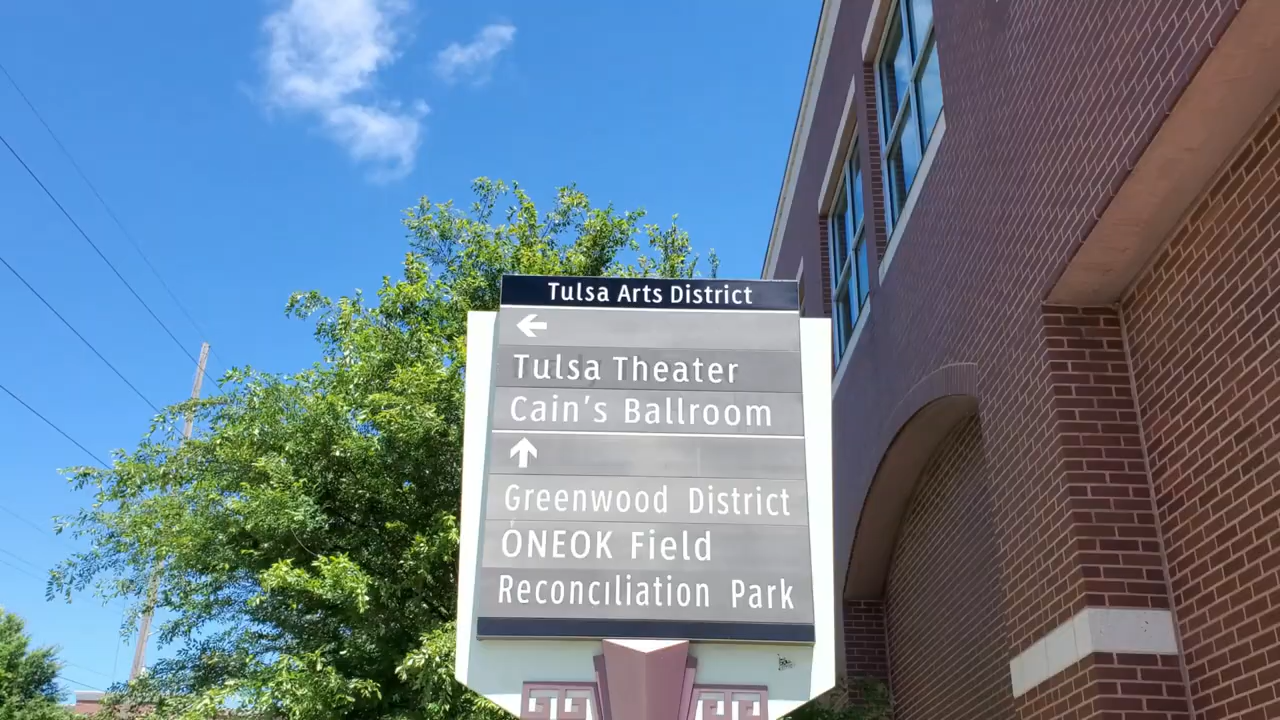 Tulsa Arts District
Tulsa Theater
Cain's Ballroom
Greenwood District
ONEOK Field
Reconciliation Park